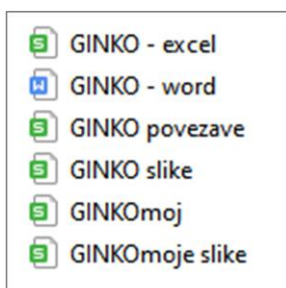 GINKO - excel
GINKO - word
GINKO povezave
GINKO slike
GINKOmoj
GINKOmoje slike